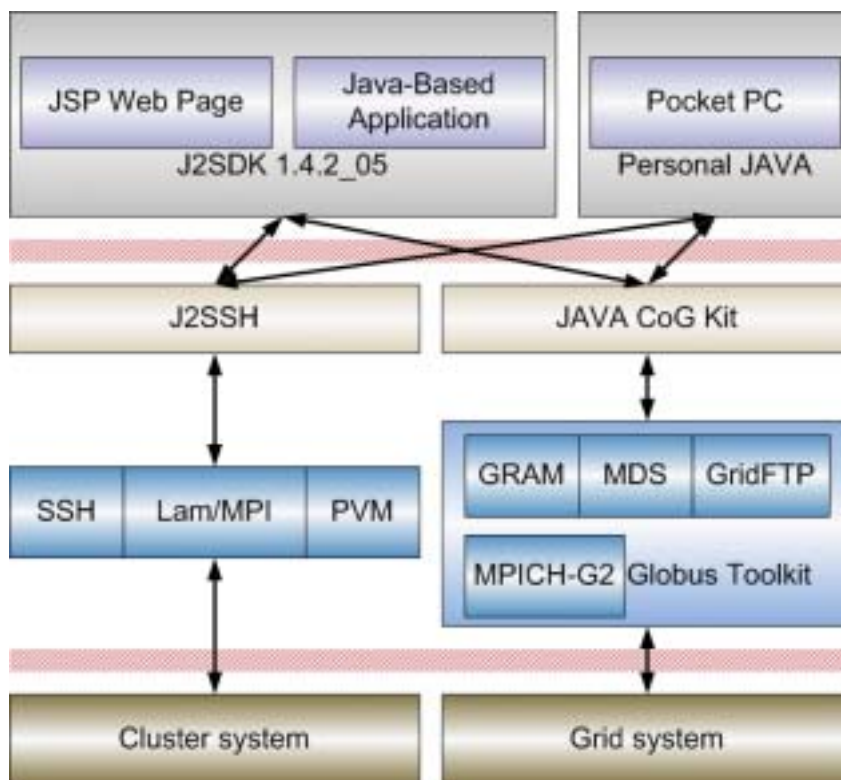 JSP Web Page
Java-Based
Application
J2SDK 1.4.2_05
Pocket PC
Personal JAVA
J2SSH
JAVA CoG Kit
SSH
Lam/MPI
PVM
GRAM
MDS
GridFTP
MPICH-G2
Globus Toolkit
Cluster system
Grid system